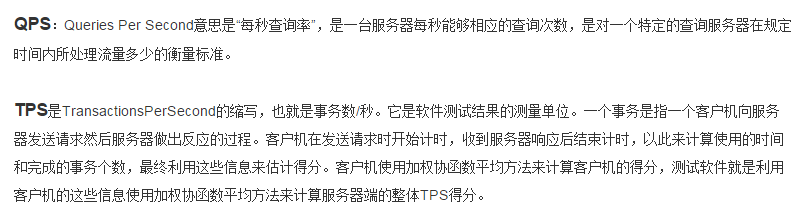 QPS：Queries Per Second意思是“每秒查询率”，是一台服务器每秒能够相应的查询次数，是对一个特定的查询服务器在规定
时间内所处理流量多少的衡量标准。
TPS是TransactionsPerSecond的缩写，也就是事务数/秒。它是软件测试结果的测量单位。一个事务是指一个客户机向服务
器发送请求然后服务器做出反应的过程。客户机在发送请求时开始计时，收到服务器响应后结束计时，以此来计算使用的时间
和完成的事务个数，最终利用这些信息来估计得分。客户机使用加权协函数平均方法来计算客户机的得分，测试软件就是利用
客户机的这些信息使用加权协函数平均方法来计算服务器端的整体TPS得分。